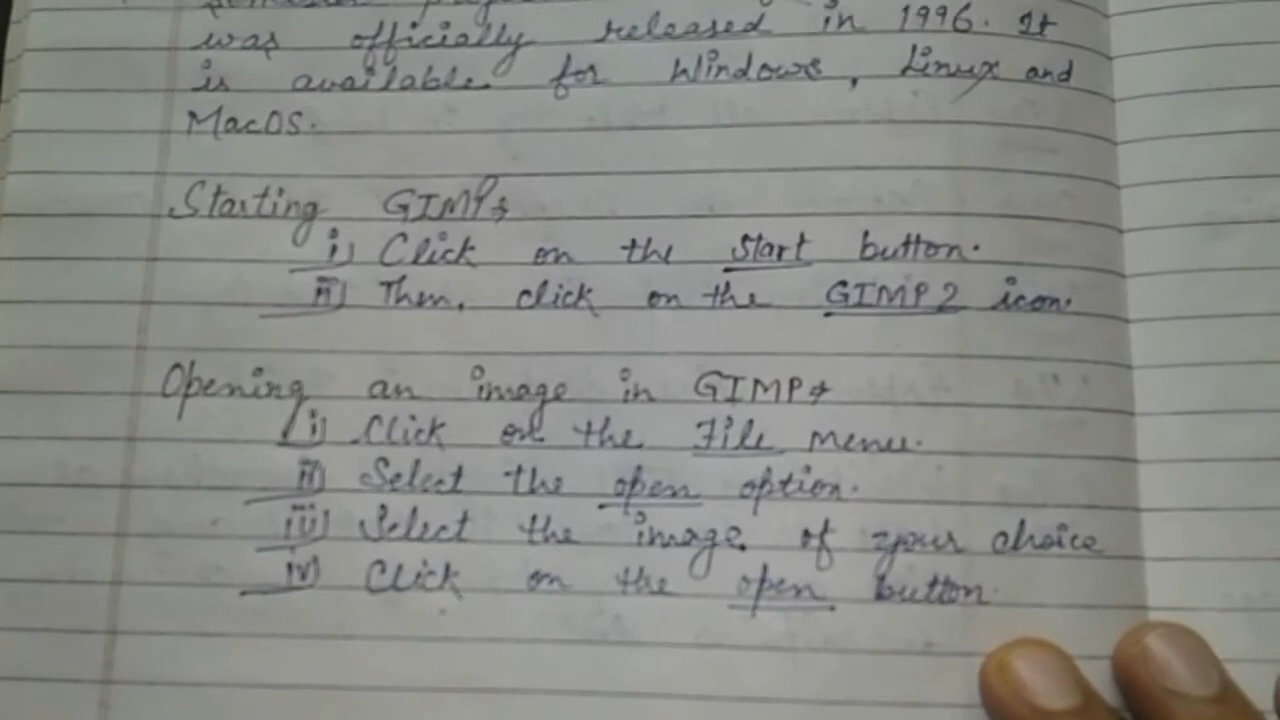 was officially released in 1996. It
is available for Windows, Linux and
MacOS.
Starting GIMP→
i) Click on the start button.
ii) Then, click on the GIMP 2 icon.
Opening an image in GIMP→
i) Click on the File menu.
ii) Select the open option.
iii) Select the image of your choice
iv) Click on the open button.